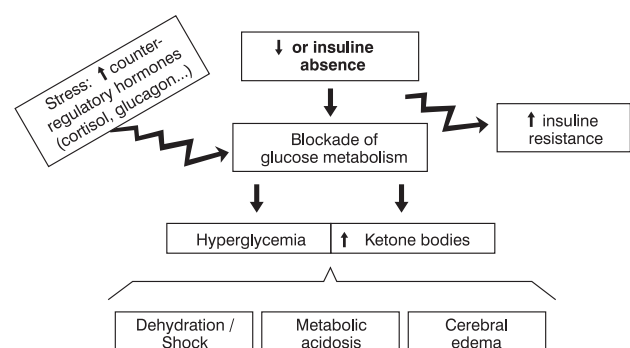 Stress: ↑ counter-
regulatory hormones
(cortisol, glucagon...)
↓ or insuline
absence
↑ insuline
resistance
Blockade of
glucose metabolism
Hyperglycemia
↑ Ketone bodies
Dehydration /
Shock
Metabolic
acidosis
Cerebral
edema